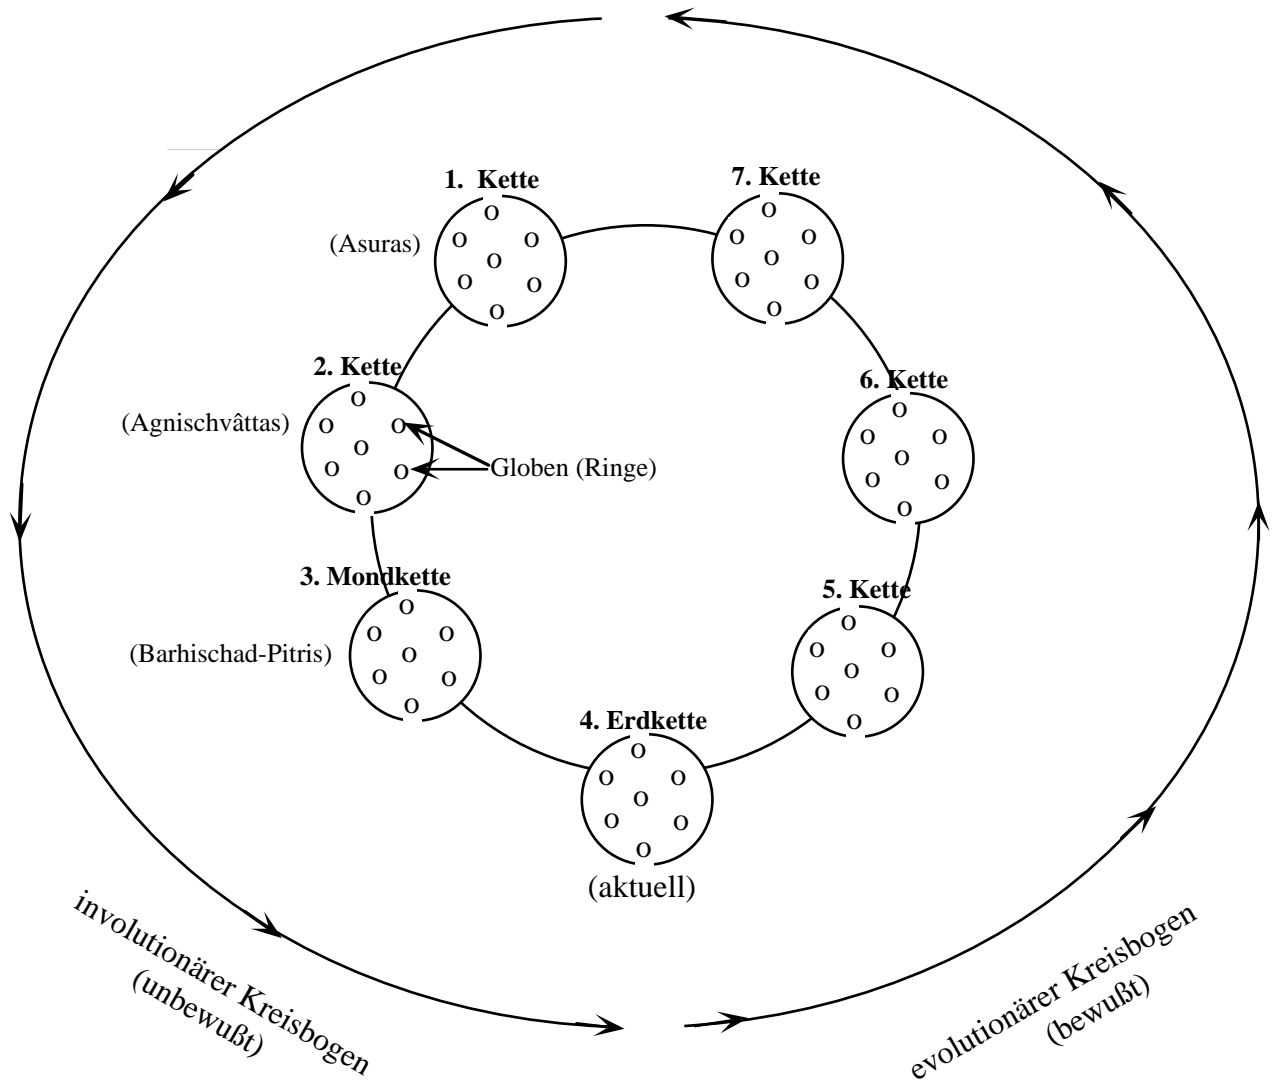 1. Kette
7. Kette
(Asuras)
2. Kette
6. Kette
(Agnischvâttas)
Globen (Ringe)
3. Mondkette
5. Kette
(Barhischad-Pitris)
4. Erdkette
(aktuell)
involutionärer Kreisbogen
(unbewußt)
evolutionärer Kreisbogen
(bewußt)